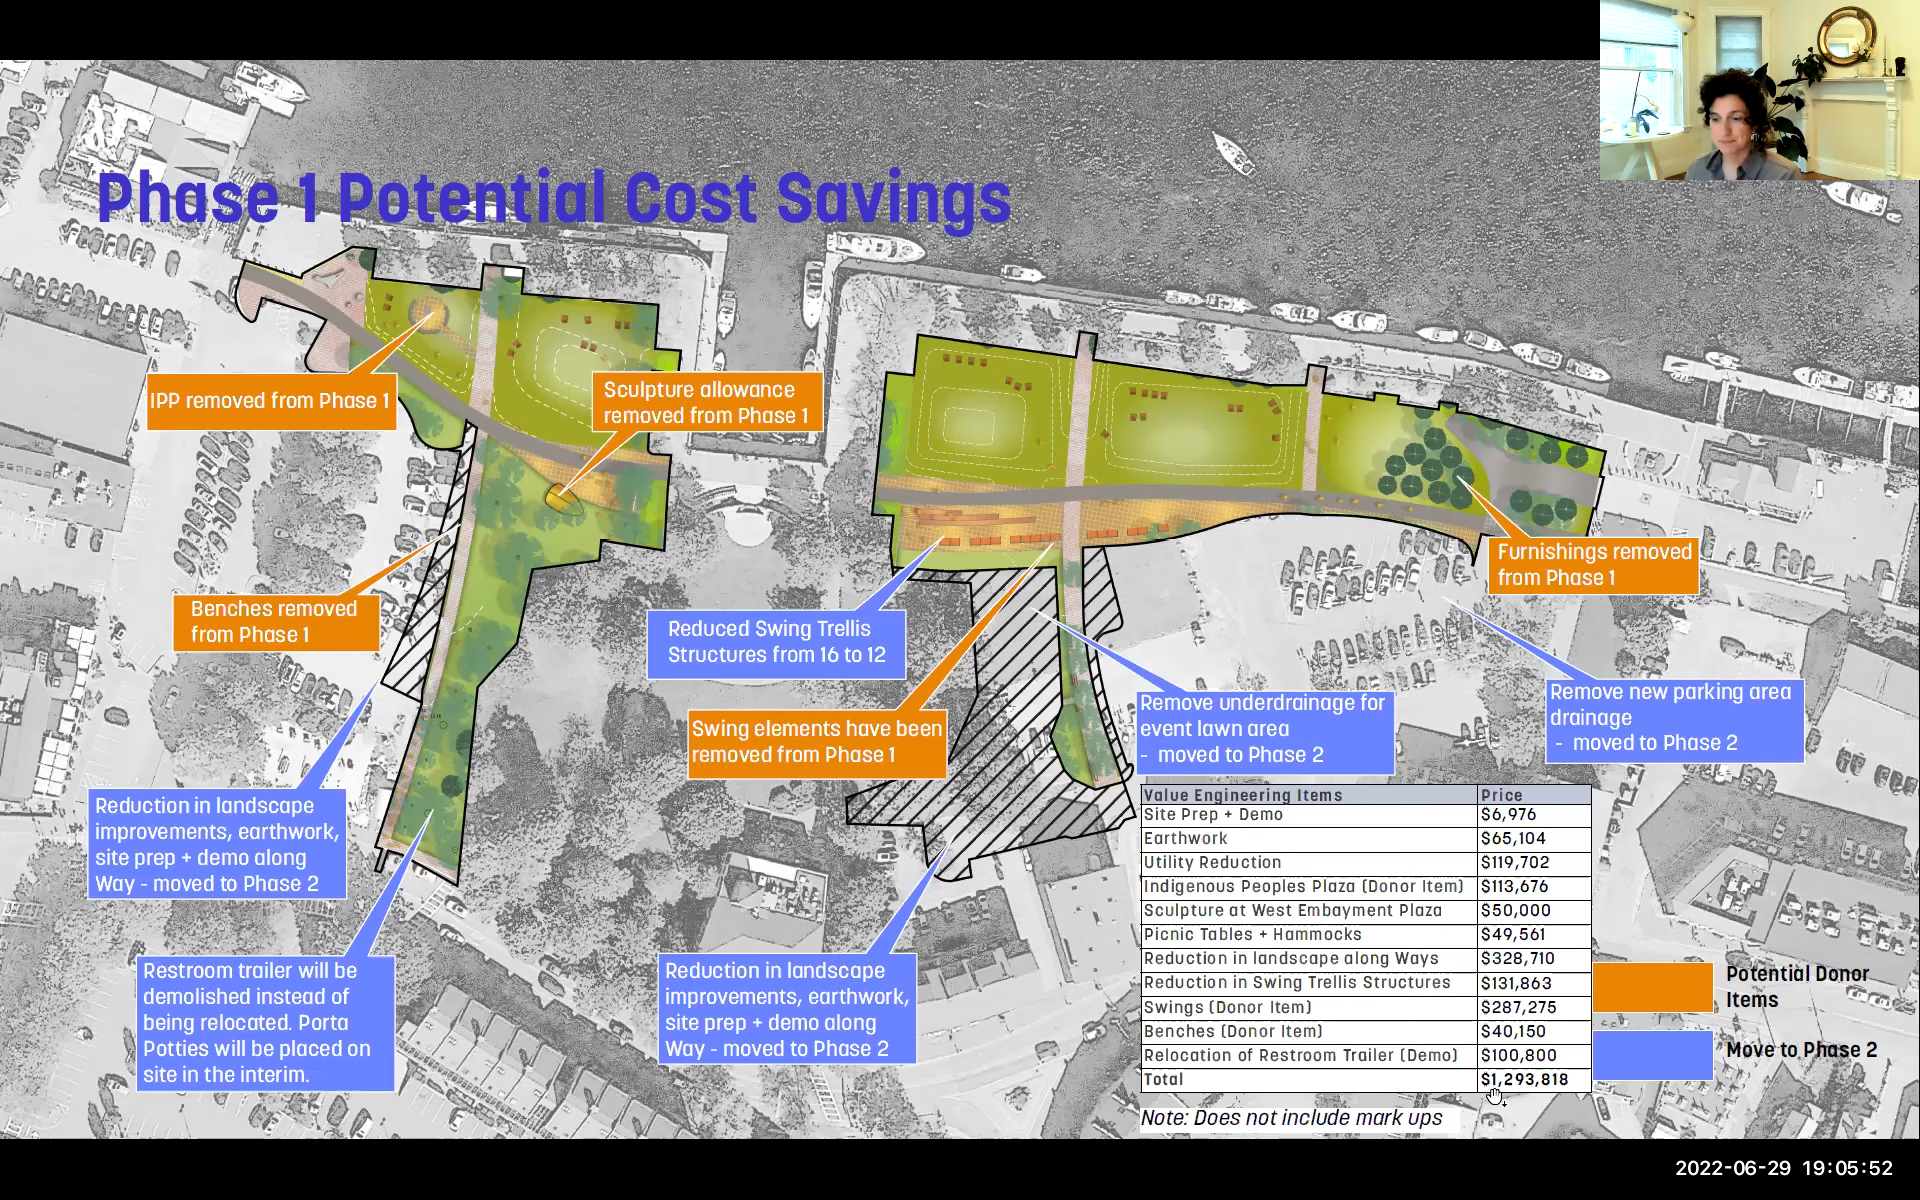 Phase 1 Potential Cost Savings
IPP removed from Phase 1
Sculpture allowance
removed from Phase 1
Benches removed
from Phase 1
Furnishings removed
from Phase 1
Reduced Swing Trellis
Structures from 16 to 12
Swing elements have been
removed from Phase 1
Remove underdrainage for
event lawn area
- moved to Phase 2
Remove new parking area
drainage
- moved to Phase 2
Reduction in landscape
improvements, earthwork,
site prep + demo along
Way - moved to Phase 2
Restroom trailer will be
demolished instead of
being relocated. Porta
Potties will be placed on
site in the interim.
Reduction in landscape
improvements, earthwork,
site prep + demo along
Way - moved to Phase 2
Value Engineering Items Price
Site Prep + Demo $6,976
Earthwork $65,104
Utility Reduction $119,702
Indigenous Peoples Plaza (Donor Item) $113,676
Sculpture at West Embayment Plaza $50,000
Picnic Tables + Hammocks $49,561
Reduction in landscape along Ways $328,710
Reduction in Swing Trellis Structures $131,863
Swings (Donor Item) $287,275
Benches (Donor Item) $40,150
Relocation of Restroom Trailer (Demo) $100,800
Total $1,293,818
Note: Does not include mark ups
Potential Donor
Items
Move to Phase 2
2022-06-29 19:05:52